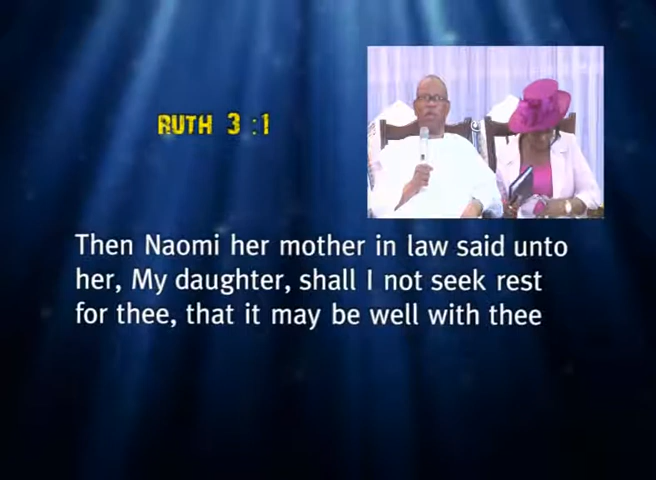 RUTH 3 :1
Then Naomi her mother in law said unto
her, My daughter, shall I not seek rest
for thee, that it may be well with thee